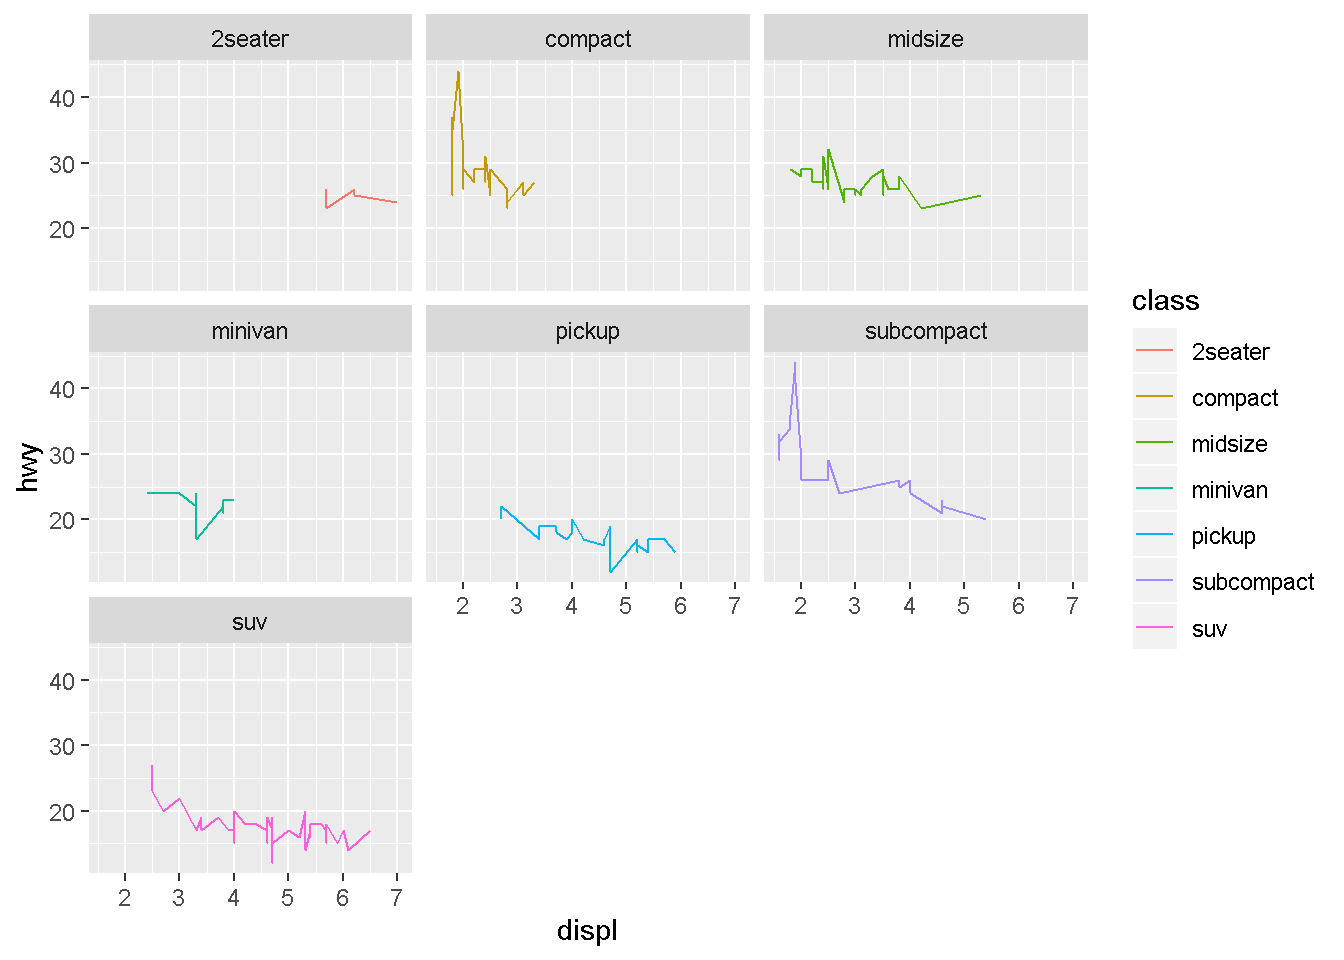 2seater
compact
midsize
40
30
20
minivan
pickup
subcompact
40
30
20
2 3 4 5 6 7
2 3 4 5 6 7
suv
40
30
20
2 3 4 5 6 7
displ
hwy
class
2seater
compact
midsize
minivan
pickup
subcompact
suv